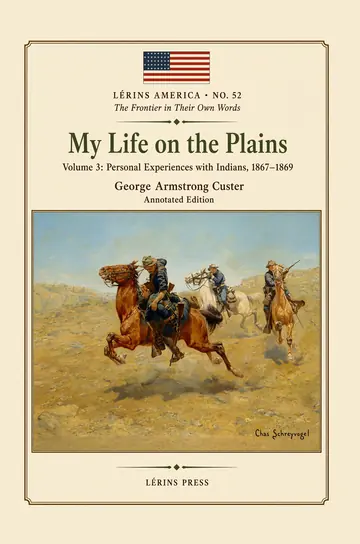 LÉRINS AMERICA • NO. 52
The Frontier in Their Own Words
My Life on the Plains
Volume 3: Personal Experiences with Indians, 1867–1869
George Armstrong Custer
Annotated Edition
Chas Schreyvogel
LÉRINS PRESS